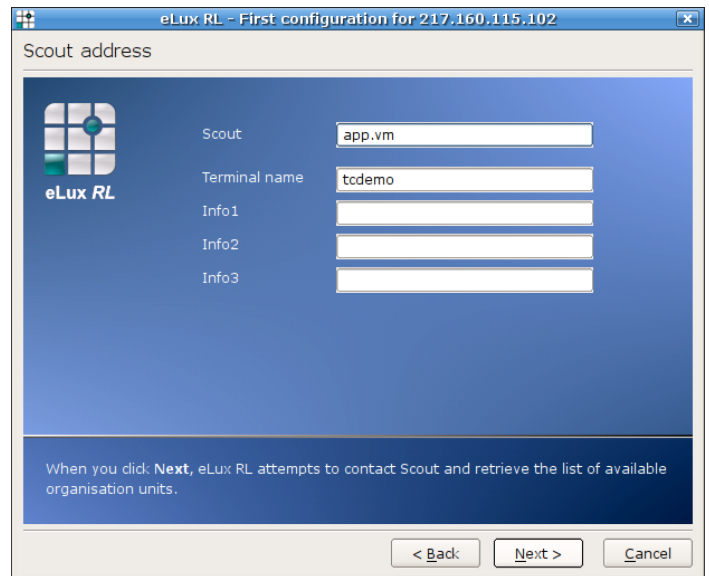 eLux RL - First configuration for 217.160.115.102
Scout address
Scout app.vm
Terminal name tcdemo
eLux RL
Info1
Info2
Info3
When you click Next, eLux RL attempts to contact Scout and retrieve the list of available
organisation units.
< Back Next > Cancel